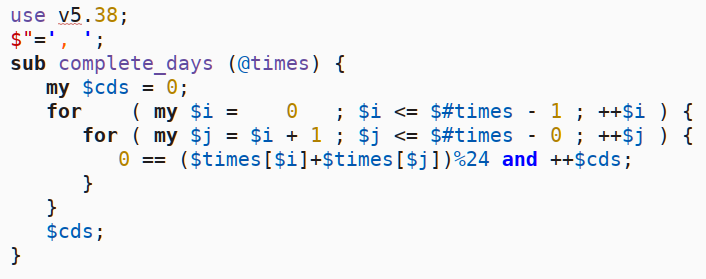 use v5.38;
$"=', ';
sub complete_days (@times) {
   my $cds = 0;
   for    ( my $i =    0   ; $i <= $#times - 1 ; ++$i ) {
      for ( my $j = $i + 1 ; $j <= $#times - 0 ; ++$j ) {
         0 == ($times[$i]+$times[$j])%24 and ++$cds;
      }
   }
   $cds;
}